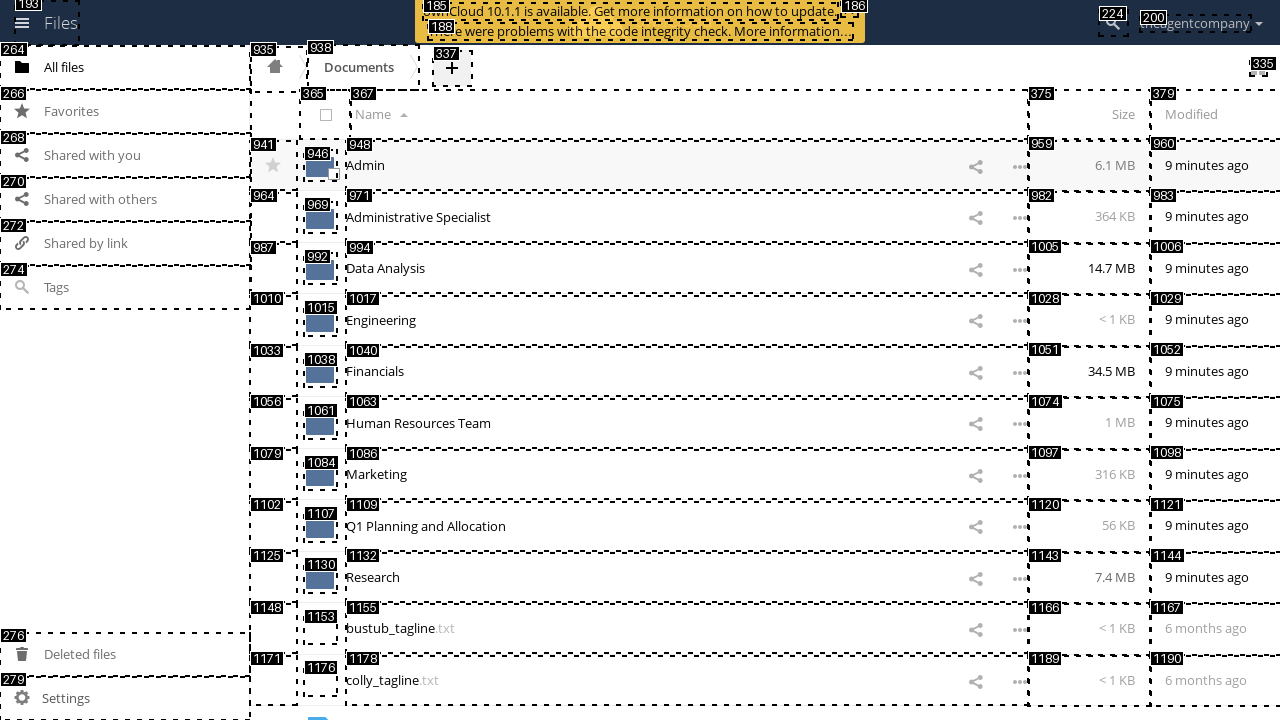 193
Files
185
ownCloud 10.1.1 is available. Get more information on how to update.
186
188
There were problems with the code integrity check. More information…
224
200
theagentcompany
264
All files
266
Favorites
268
Shared with you
270
Shared with others
272
Shared by link
274
Tags
276
Deleted files
279
Settings
935
938
Documents
337
+
335
365
367
Name
375
Size
379
Modified
941
946
948
Admin
959
6.1 MB
960
9 minutes ago
964
969
971
Administrative Specialist
982
364 KB
983
9 minutes ago
987
992
994
Data Analysis
1005
14.7 MB
1006
9 minutes ago
1010
1015
1017
Engineering
1028
< 1 KB
1029
9 minutes ago
1033
1038
1040
Financials
1051
34.5 MB
1052
9 minutes ago
1056
1061
1063
Human Resources Team
1074
1 MB
1075
9 minutes ago
1079
1084
1086
Marketing
1097
316 KB
1098
9 minutes ago
1102
1107
1109
Q1 Planning and Allocation
1120
56 KB
1121
9 minutes ago
1125
1130
1132
Research
1143
7.4 MB
1144
9 minutes ago
1148
1153
1155
bustub_tagline.txt
1166
< 1 KB
1167
6 months ago
1171
1176
1178
colly_tagline.txt
1189
< 1 KB
1190
6 months ago